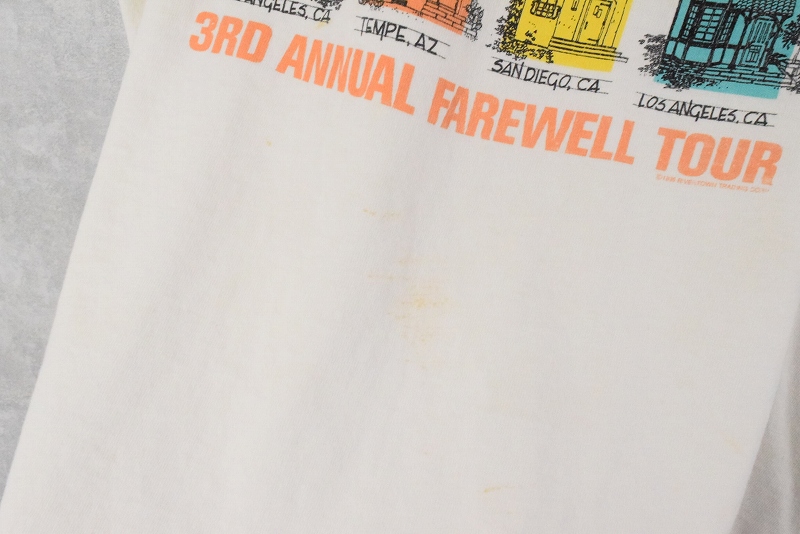 ANGELES, CA
TEMPE, AZ
SAN DIEGO, CA
LOS ANGELES, CA
3RD ANNUAL FAREWELL TOUR